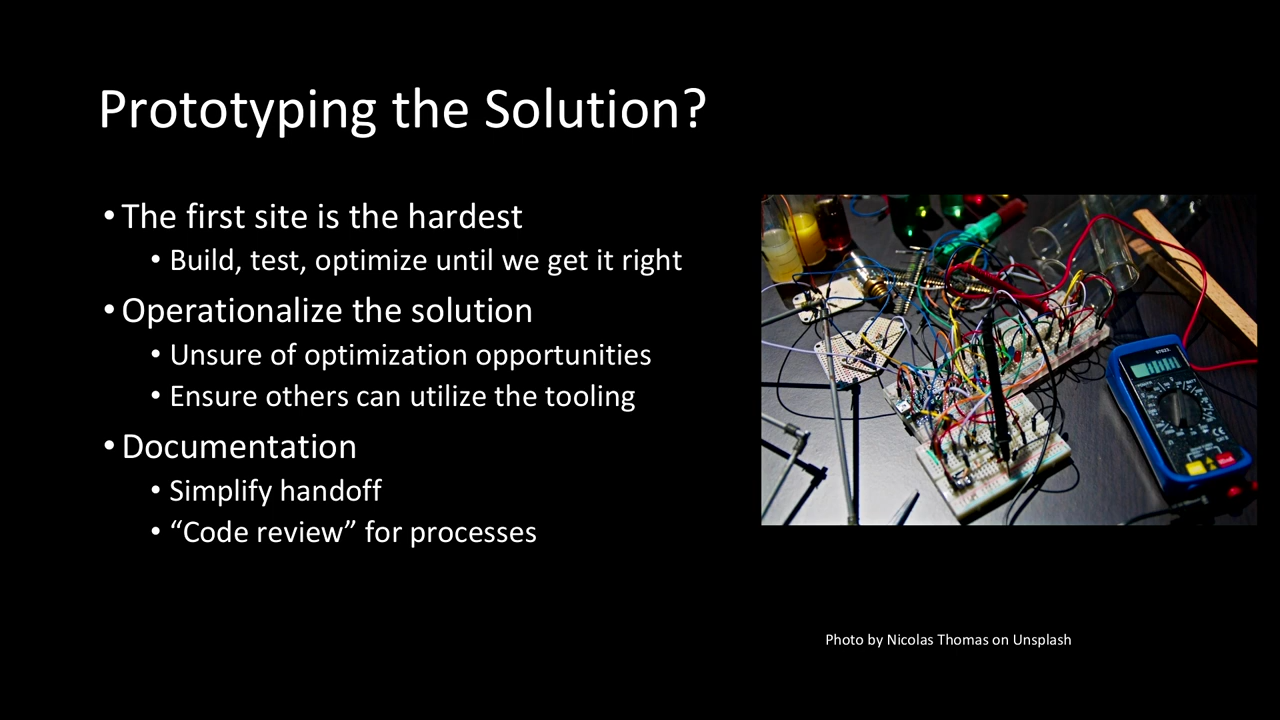 Prototyping the Solution?
• The first site is the hardest
• Build, test, optimize until we get it right
• Operationalize the solution
• Unsure of optimization opportunities
• Ensure others can utilize the tooling
• Documentation
• Simplify handoff
• “Code review” for processes
Photo by Nicolas Thomas on Unsplash